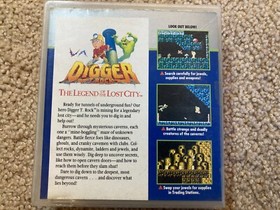 LOOK OUT BELOW!
DIGGER
THE LEGEND OF THE LOST CITY
Ready for tunnels of underground fun? Our
hero Digger T. Rock™ is mining for a legendary
lost city—and he needs you to dig in and
help out!
Burrow through mysterious caverns, each
one a "mine-boggling" maze of unknown
dangers. Battle fierce foes like dinosaurs,
ghosts, and cranky cavemen with clubs. Col-
lect rocks, dynamite, ladders and jewels, and
use them wisely. Dig deep to uncover secrets,
like how to open cavern doors—and how to
reach them before they slam shut!
Dare to dig down to the deepest, most
dangerous cavern . . . and discover what
lies beyond!
Search carefully for jewels,
supplies and weapons!
Battle strange and deadly
creatures of the caverns!
Swap your jewels for supplies
in Trading Stations.